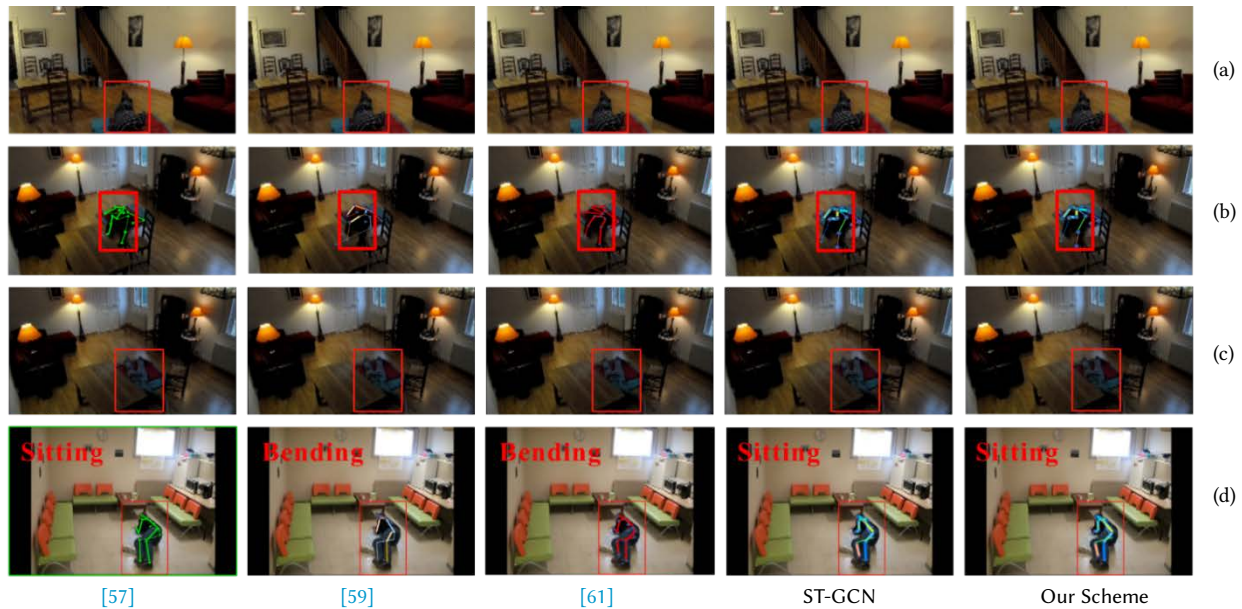 (a)
(b)
(c)
Sitting Bending Bending Sitting Sitting
(d)
[57] [59] [61] ST-GCN Our Scheme